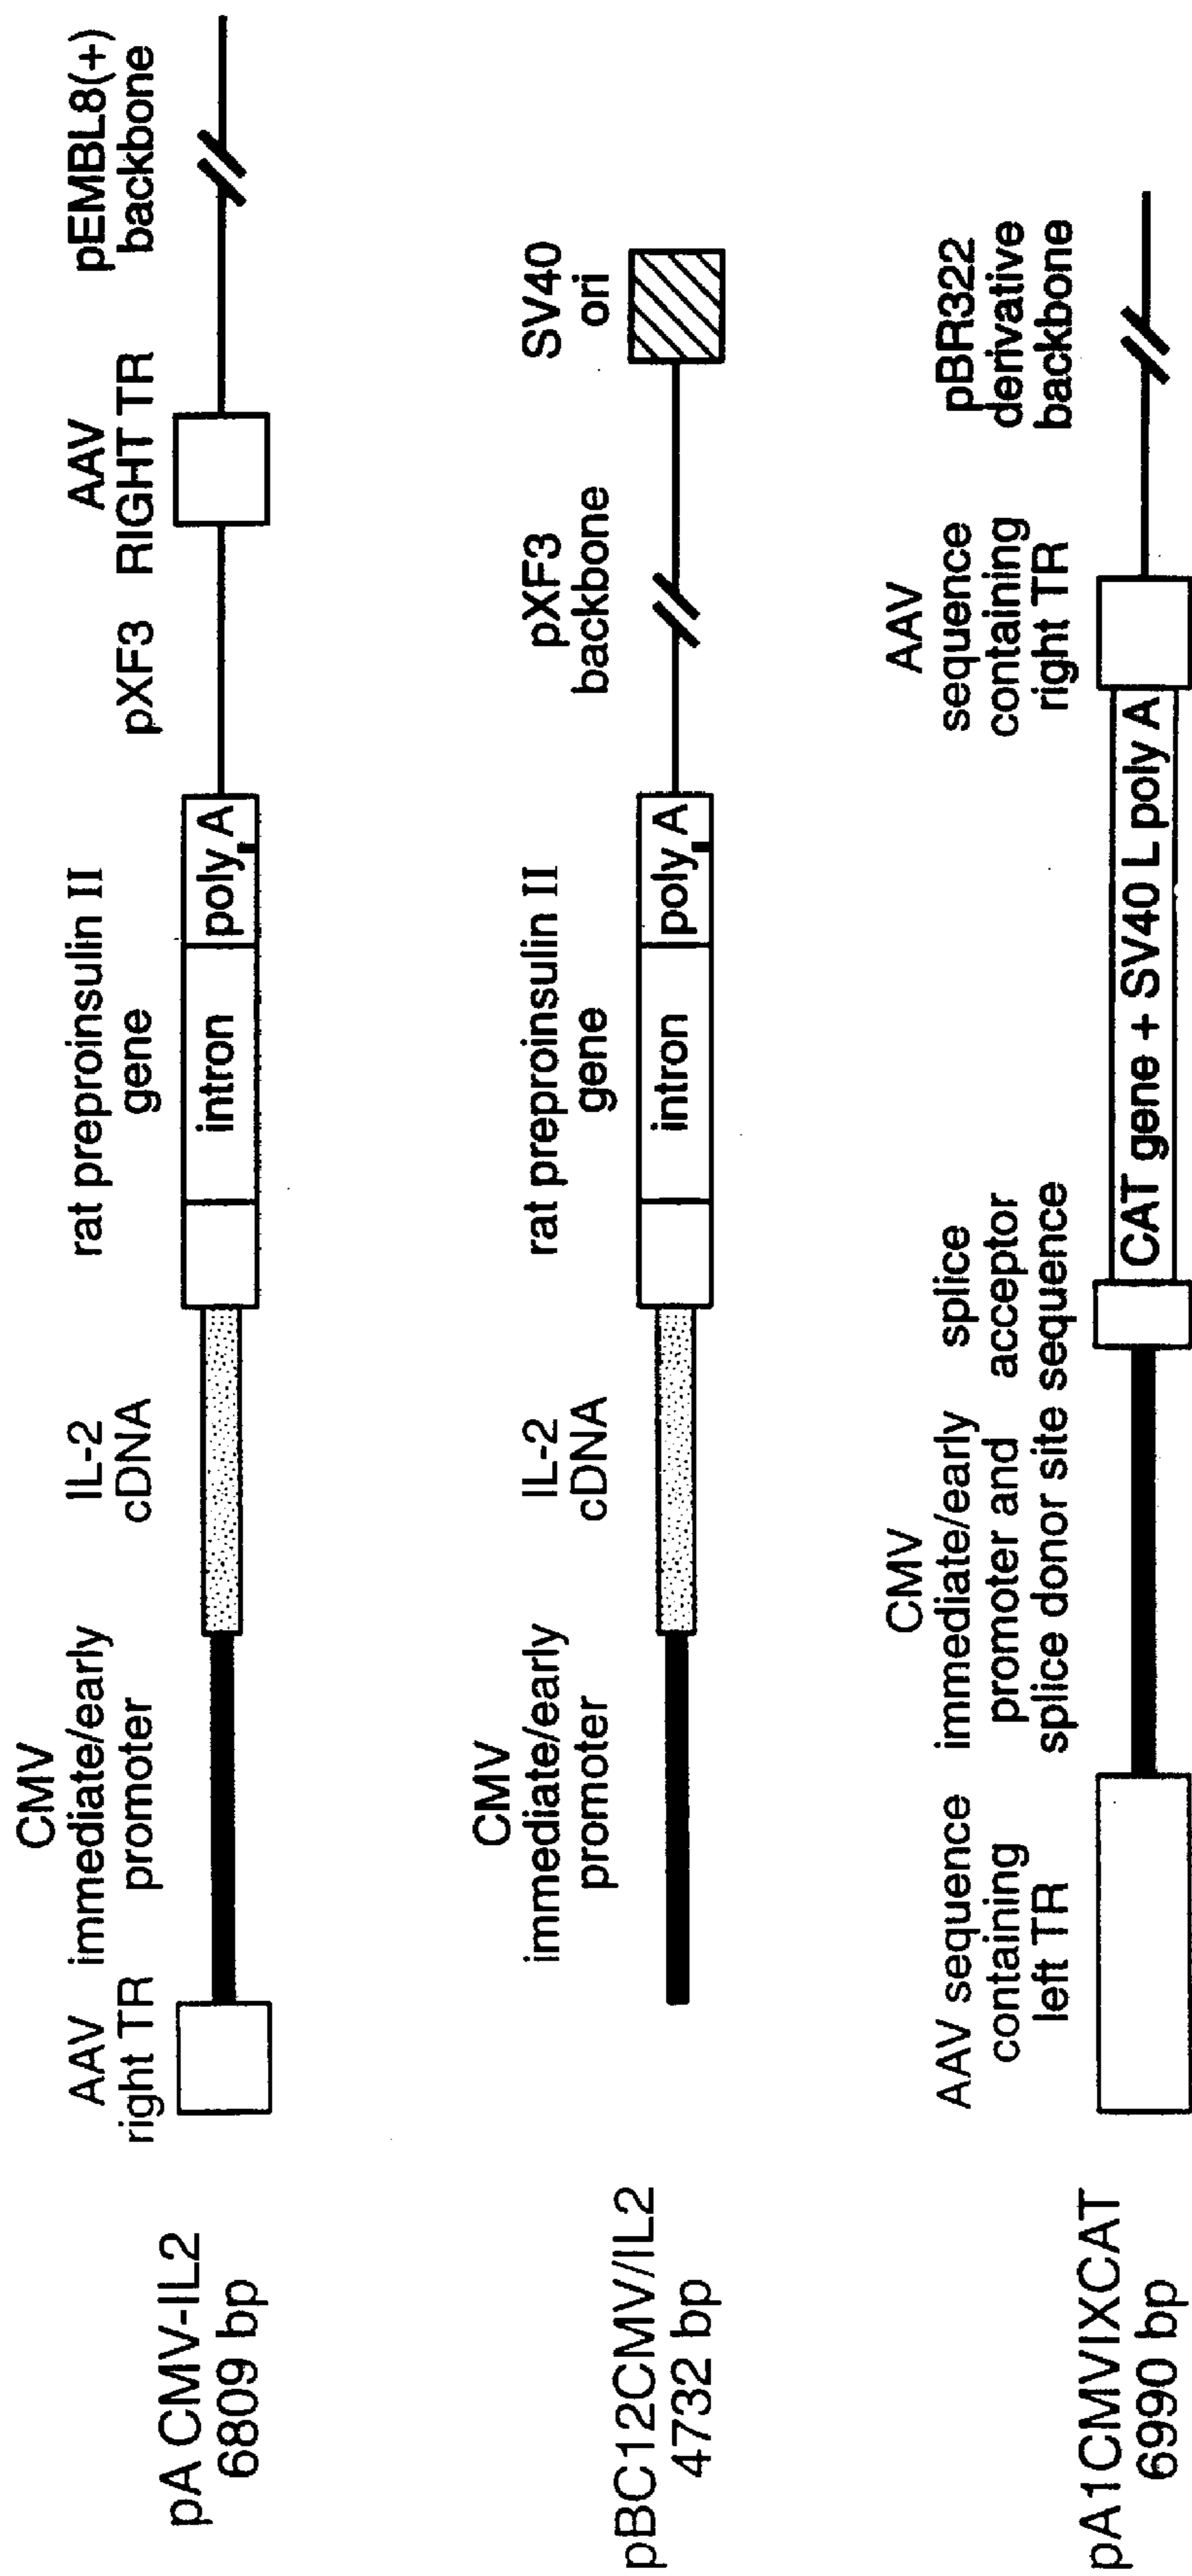 pA CMV-IL2
6809 bp
AAV
right TR
CMV
immediate/early
promoter
IL-2
cDNA
rat preproinsulin II
gene
intron
poly A
pXF3
AAV
RIGHT TR
pEMBL8(+)
backbone
pBC12CMV/IL2
4732 bp
CMV
immediate/early
promoter
IL-2
cDNA
rat preproinsulin II
gene
intron
poly A
pXF3
backbone
SV40
ori
pA1CMVIXCAT
6990 bp
AAV sequence
containing
left TR
CMV
immediate/early
promoter and
splice donor site
splice
acceptor
sequence
CAT gene + SV40 L poly A
AAV
sequence
containing
right TR
pBR322
derivative
backbone